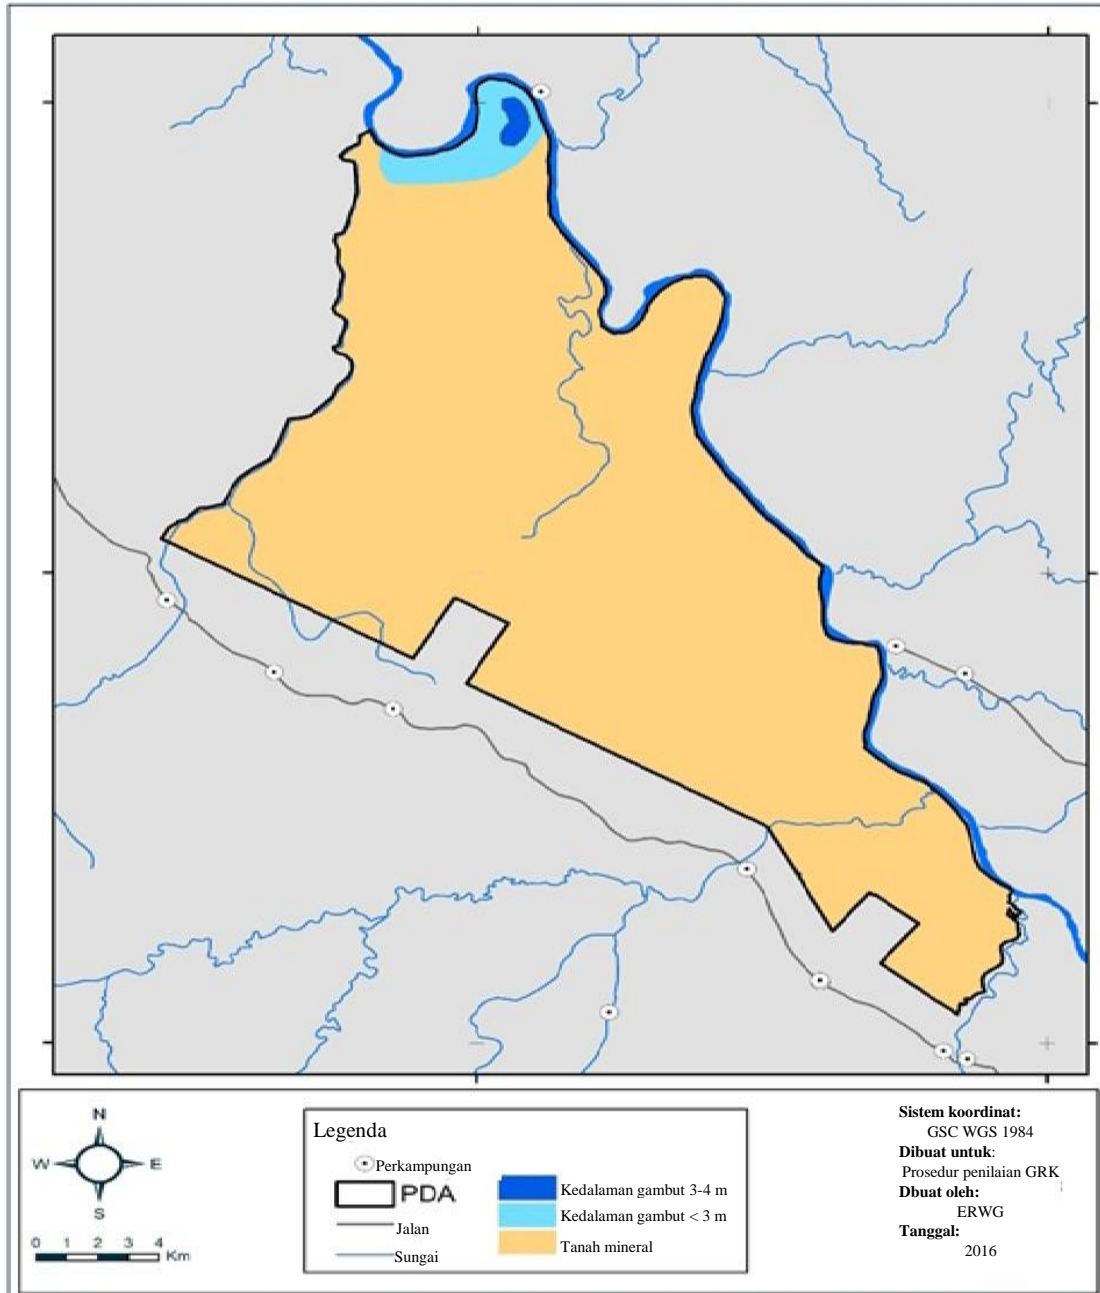 N
W E
S
0 1 2 3 4
Km
Legenda
Perkampungan
PDA
Jalan
Sungai
Kedalaman gambut 3-4 m
Kedalaman gambut < 3 m
Tanah mineral
Sistem koordinat:
GSC WGS 1984
Dibuat untuk:
Prosedur penilaian GRK
Dbuat oleh:
ERWG
Tanggal:
2016